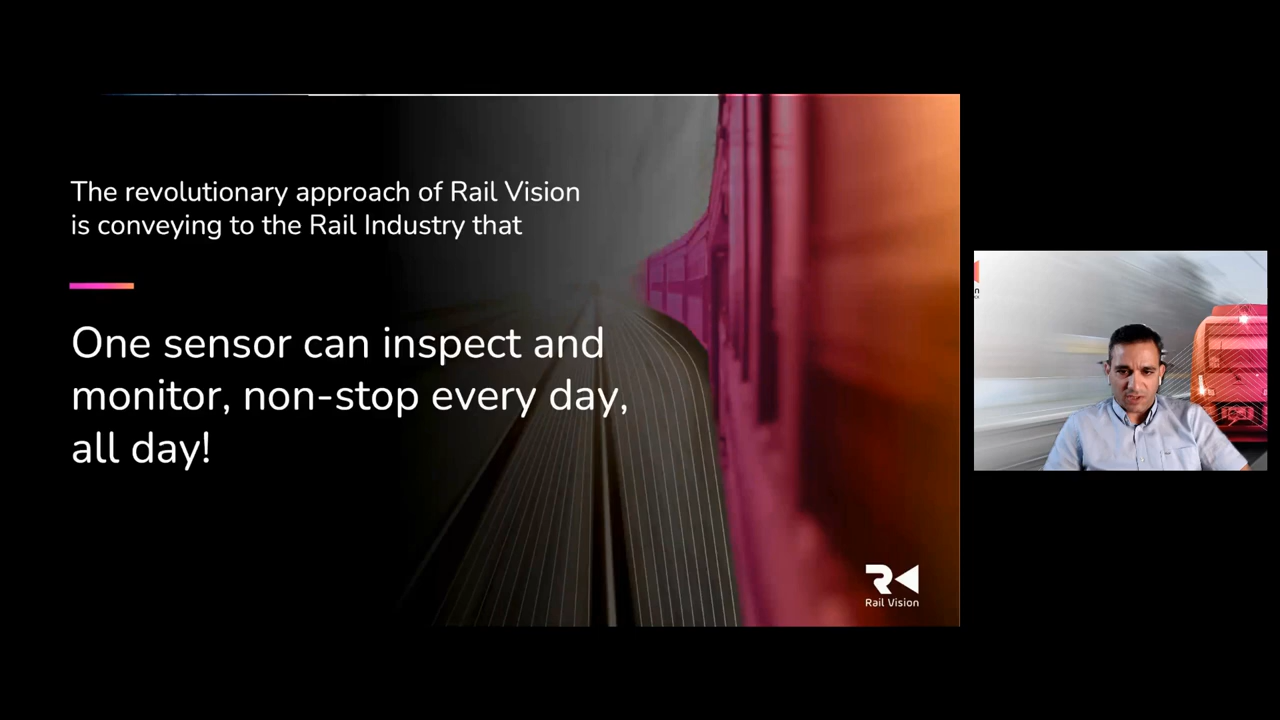 The revolutionary approach of Rail Vision
is conveying to the Rail Industry that
One sensor can inspect and
monitor, non-stop every day,
all day!
Rail Vision